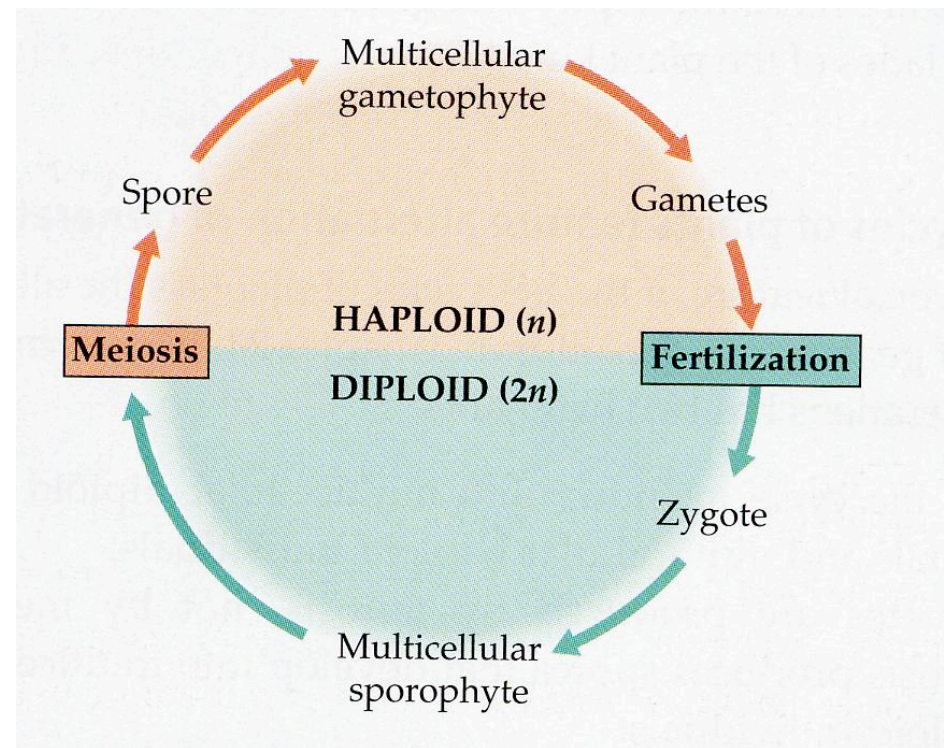 Multicellular
gametophyte
Spore
Gametes
HAPLOID (n)
Meiosis
Fertilization
DIPLOID (2n)
Zygote
Multicellular
sporophyte